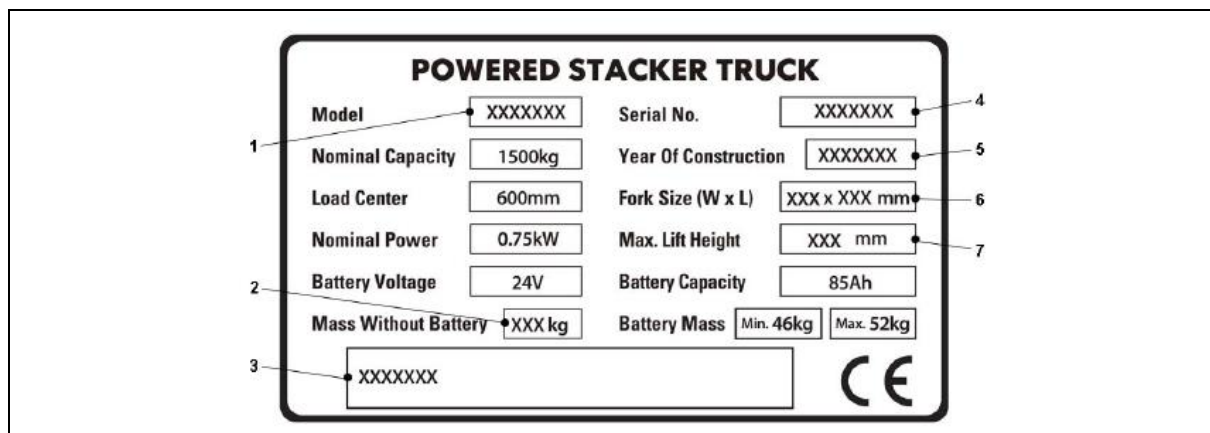 POWERED STACKER TRUCK
Model XXXXXXX Serial No. XXXXXXX 4
1
Nominal Capacity 1500kg Year Of Construction XXXXXXX 5
Load Center 600mm Fork Size (W x L) XXX x XXX mm 6
Nominal Power 0.75kW Max. Lift Height XXX mm 7
Battery Voltage 24V Battery Capacity 85Ah
2
Mass Without Battery XXX kg Battery Mass Min. 46kg Max. 52kg
3 XXXXXXX CE